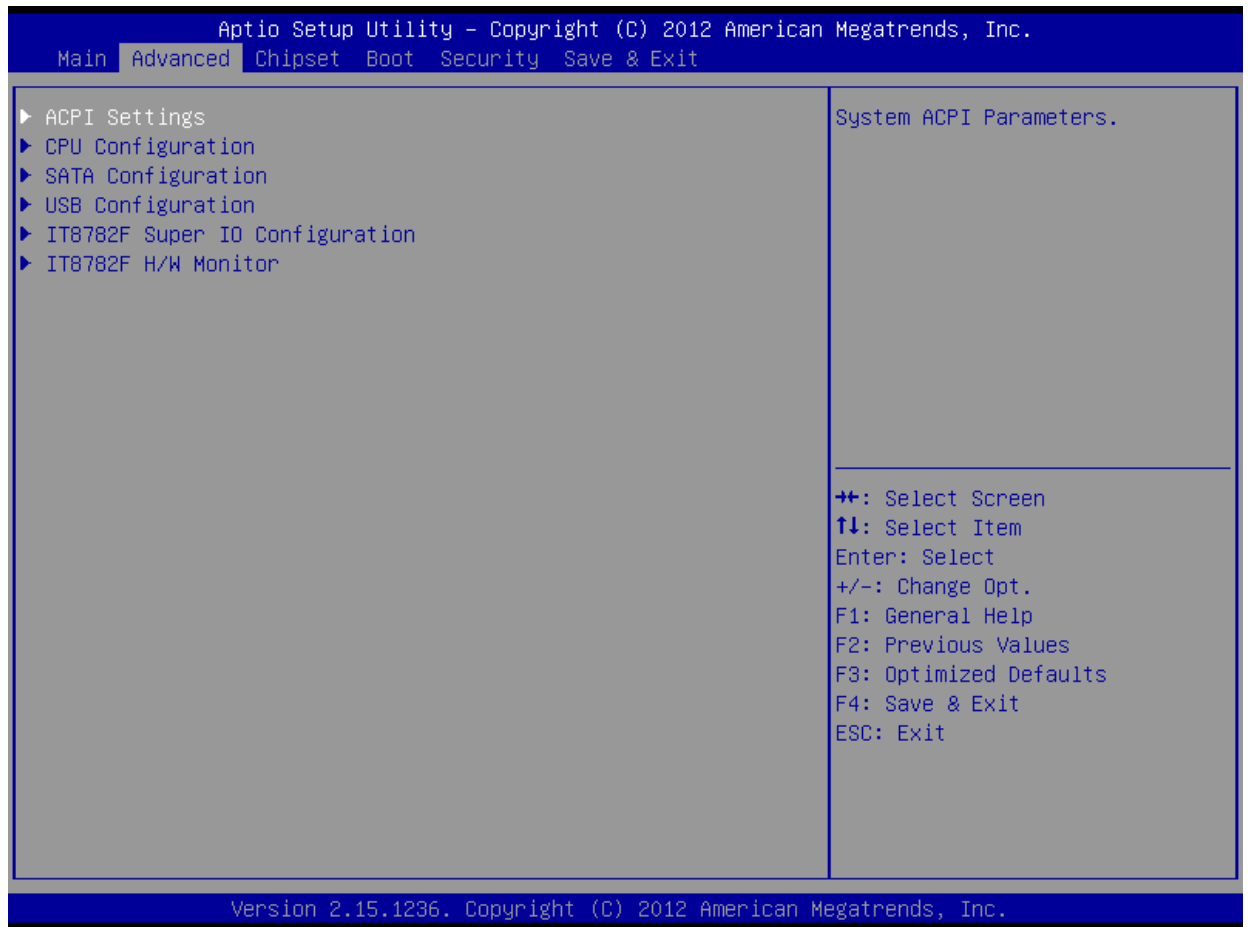 Aptio Setup Utility – Copyright (C) 2012 American Megatrends, Inc.
Main Advanced Chipset Boot Security Save & Exit
▶ ACPI Settings
▶ CPU Configuration
▶ SATA Configuration
▶ USB Configuration
▶ IT8782F Super IO Configuration
▶ IT8782F H/W Monitor
System ACPI Parameters.
→←: Select Screen
↑↓: Select Item
Enter: Select
+/-: Change Opt.
F1: General Help
F2: Previous Values
F3: Optimized Defaults
F4: Save & Exit
ESC: Exit
Version 2.15.1236. Copyright (C) 2012 American Megatrends, Inc.